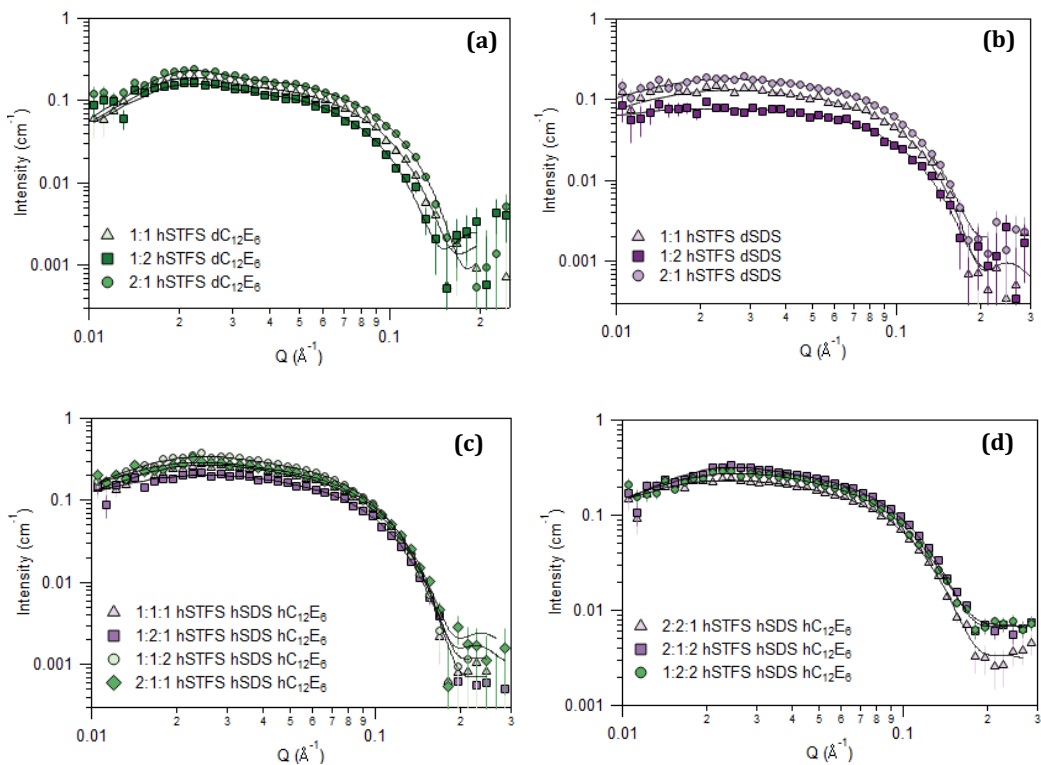 (a)
Intensity (cm⁻¹)
1
0.1
0.01
0.001
1:1 hSTFS dC₁₂E₆
1:2 hSTFS dC₁₂E₆
2:1 hSTFS dC₁₂E₆
0.01 2 3 4 5 6 7 8 9 0.1 2
Q (Å⁻¹)
(b)
Intensity (cm⁻¹)
1
0.1
0.01
0.001
1:1 hSTFS dSDS
1:2 hSTFS dSDS
2:1 hSTFS dSDS
0.01 2 3 4 5 6 7 8 9 0.1 2 3
Q (Å⁻¹)
(c)
Intensity (cm⁻¹)
1
0.1
0.01
0.001
1:1:1 hSTFS hSDS hC₁₂E₆
1:2:1 hSTFS hSDS hC₁₂E₆
1:1:2 hSTFS hSDS hC₁₂E₆
2:1:1 hSTFS hSDS hC₁₂E₆
0.01 2 3 4 5 6 7 8 9 0.1 2 3
Q (Å⁻¹)
(d)
Intensity (cm⁻¹)
1
0.1
0.01
0.001
2:2:1 hSTFS hSDS hC₁₂E₆
2:1:2 hSTFS hSDS hC₁₂E₆
1:2:2 hSTFS hSDS hC₁₂E₆
0.01 2 3 4 5 6 7 8 9 0.1 2 3
Q (Å⁻¹)